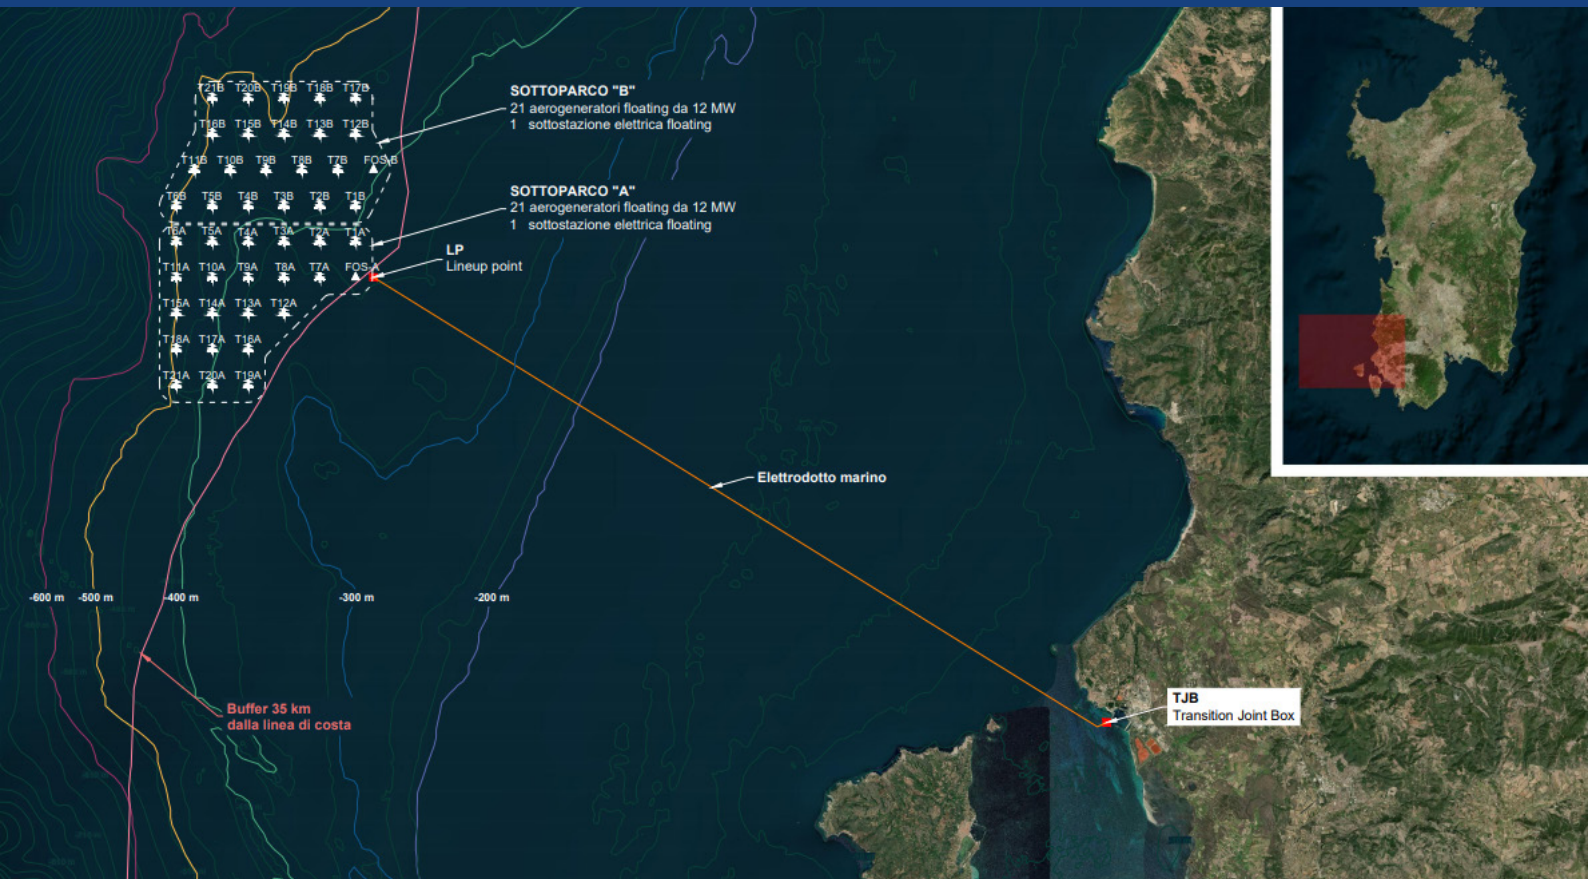 T21B T20B T19B T18B T17B
SOTTOPARCO "B"
21 aerogeneratori floating da 12 MW
1 sottostazione elettrica floating
T16B T15B T14B T13B T12B
T11B T10B T9B T8B T7B FOS-B
T6B T5B T4B T3B T2B T1B
SOTTOPARCO "A"
21 aerogeneratori floating da 12 MW
1 sottostazione elettrica floating
T6A T5A T4A T3A T2A T1A
LP
Lineup point
T11A T10A T9A T8A T7A FOS-A
T15A T14A T13A T12A
T18A T17A T16A
T21A T20A T19A
Elettrodotto marino
-600 m -500 m -400 m -300 m -200 m
Buffer 35 km
dalla linea di costa
TJB
Transition Joint Box